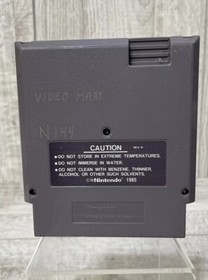 VIDEO MART
N144
CAUTION
●DO NOT STORE IN EXTREME TEMPERATURES.
●DO NOT IMMERSE IN WATER.
●DO NOT CLEAN WITH BENZENE, THINNER,
ALCOHOL OR OTHER SUCH SOLVENTS.
©Nintendo® 1985